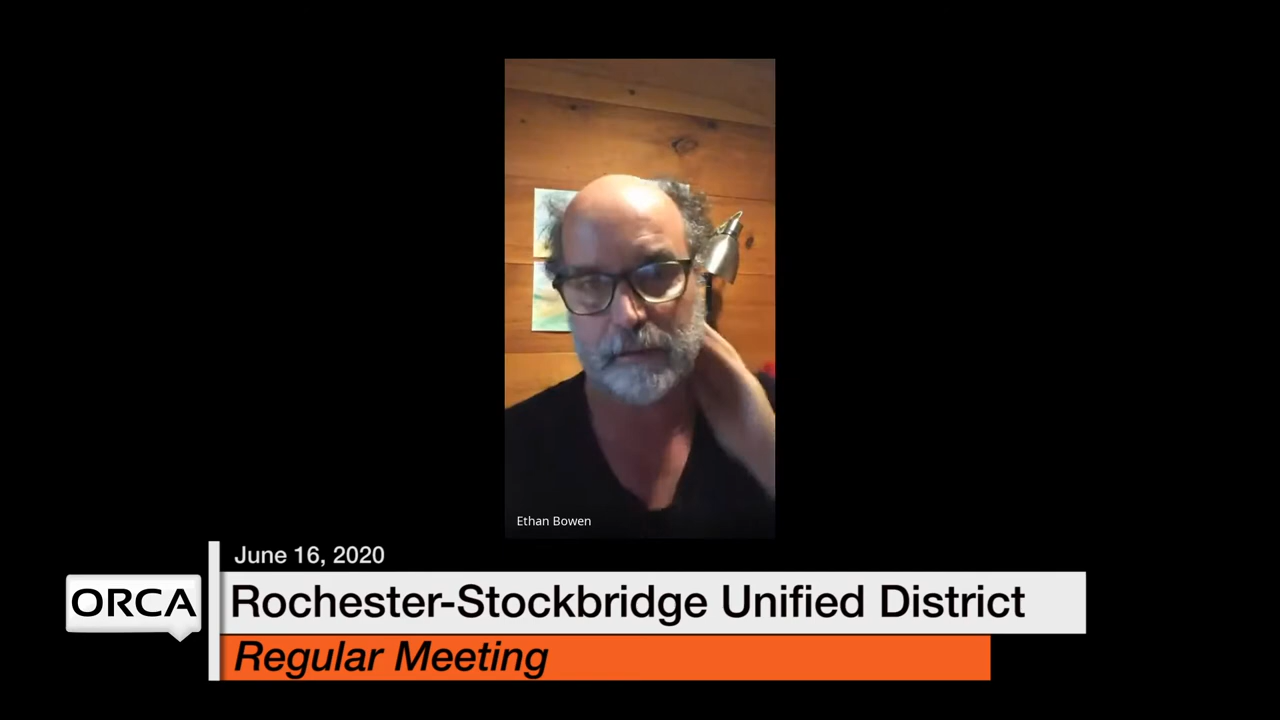 Ethan Bowen
June 16, 2020
ORCA
Rochester-Stockbridge Unified District
Regular Meeting